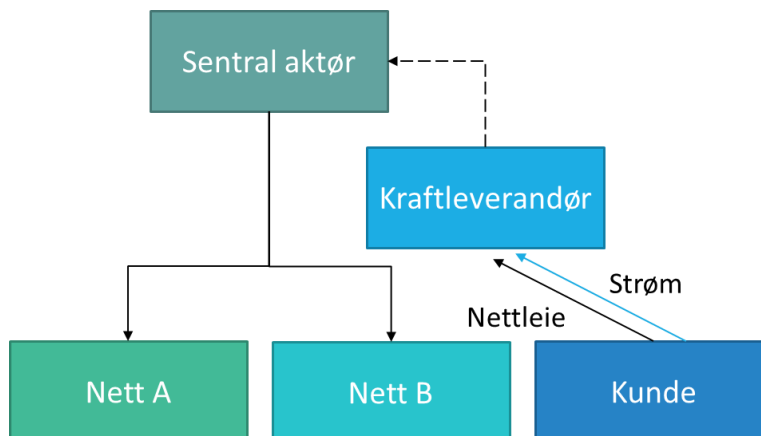 Sentral aktør
Kraftleverandør
Strøm
Nettleie
Nett A
Nett B
Kunde